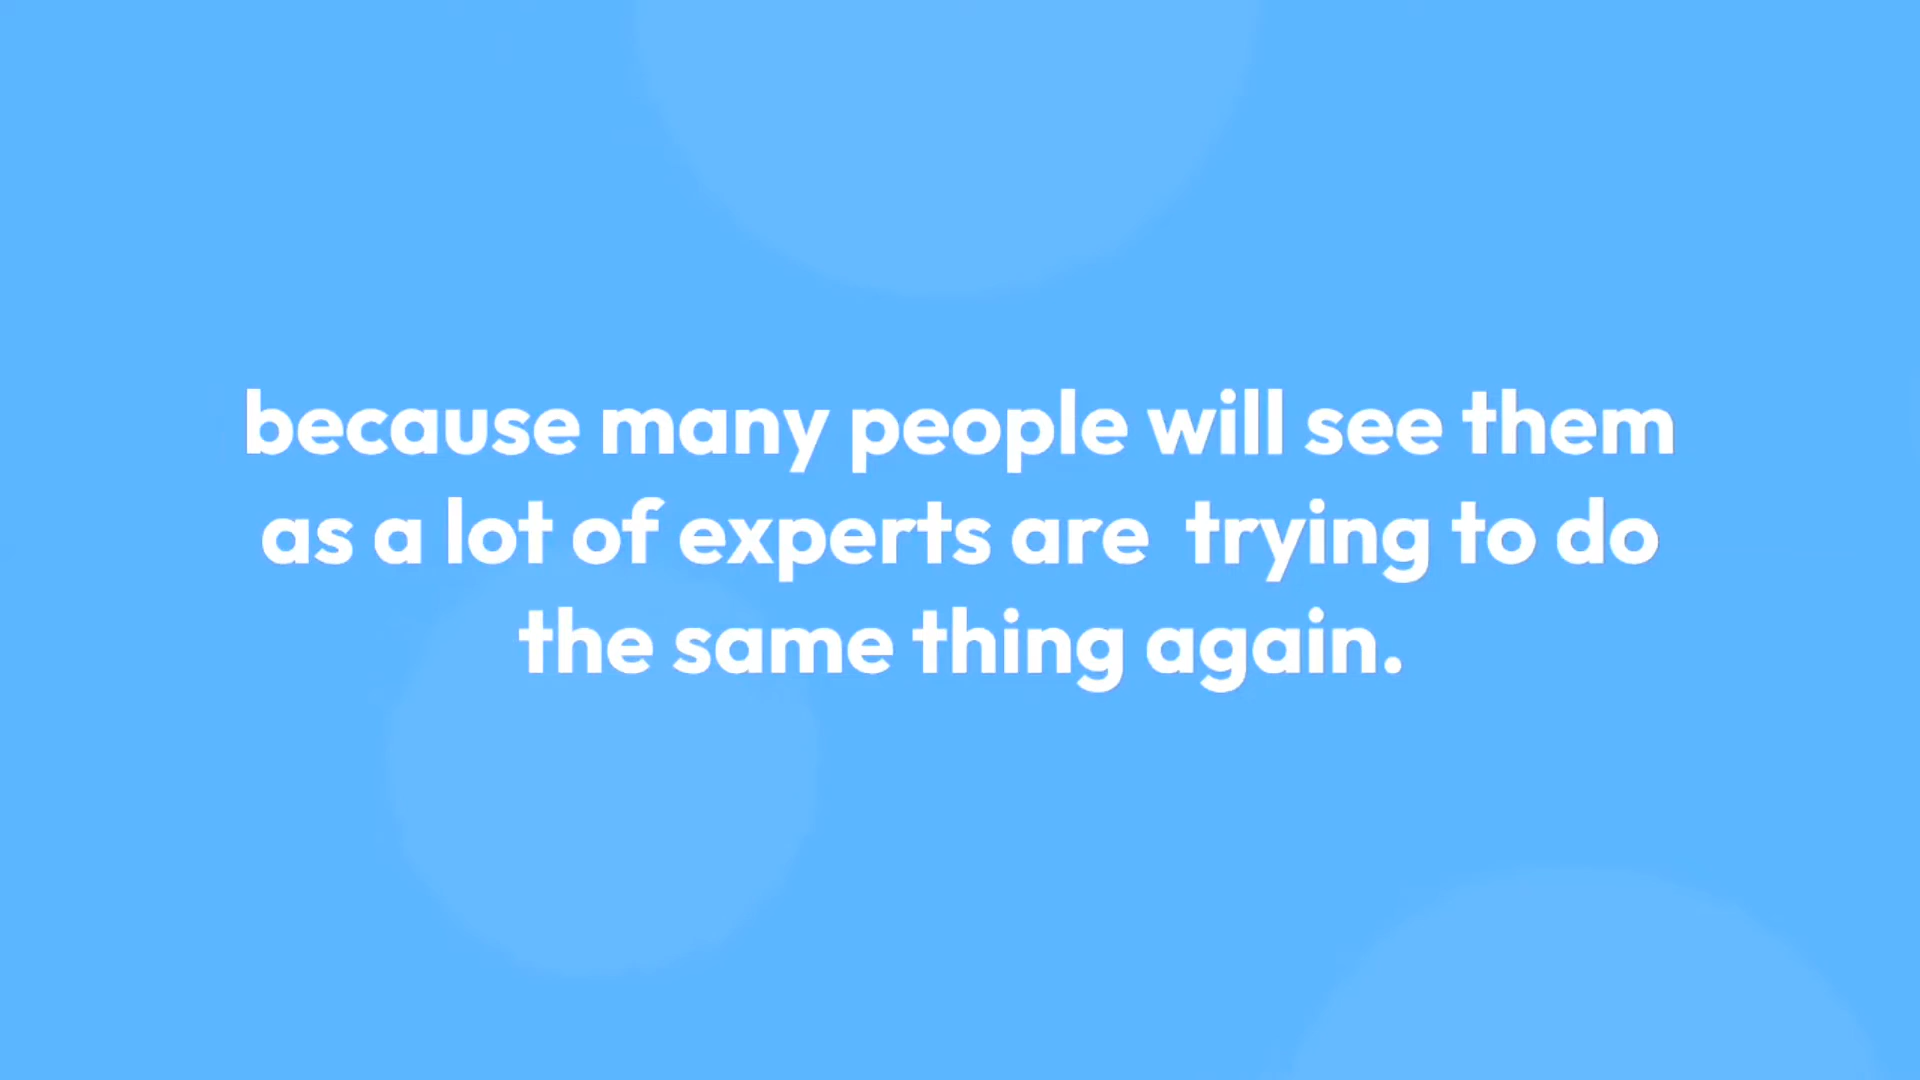 because many people will see them
as a lot of experts are  trying to do
the same thing again.